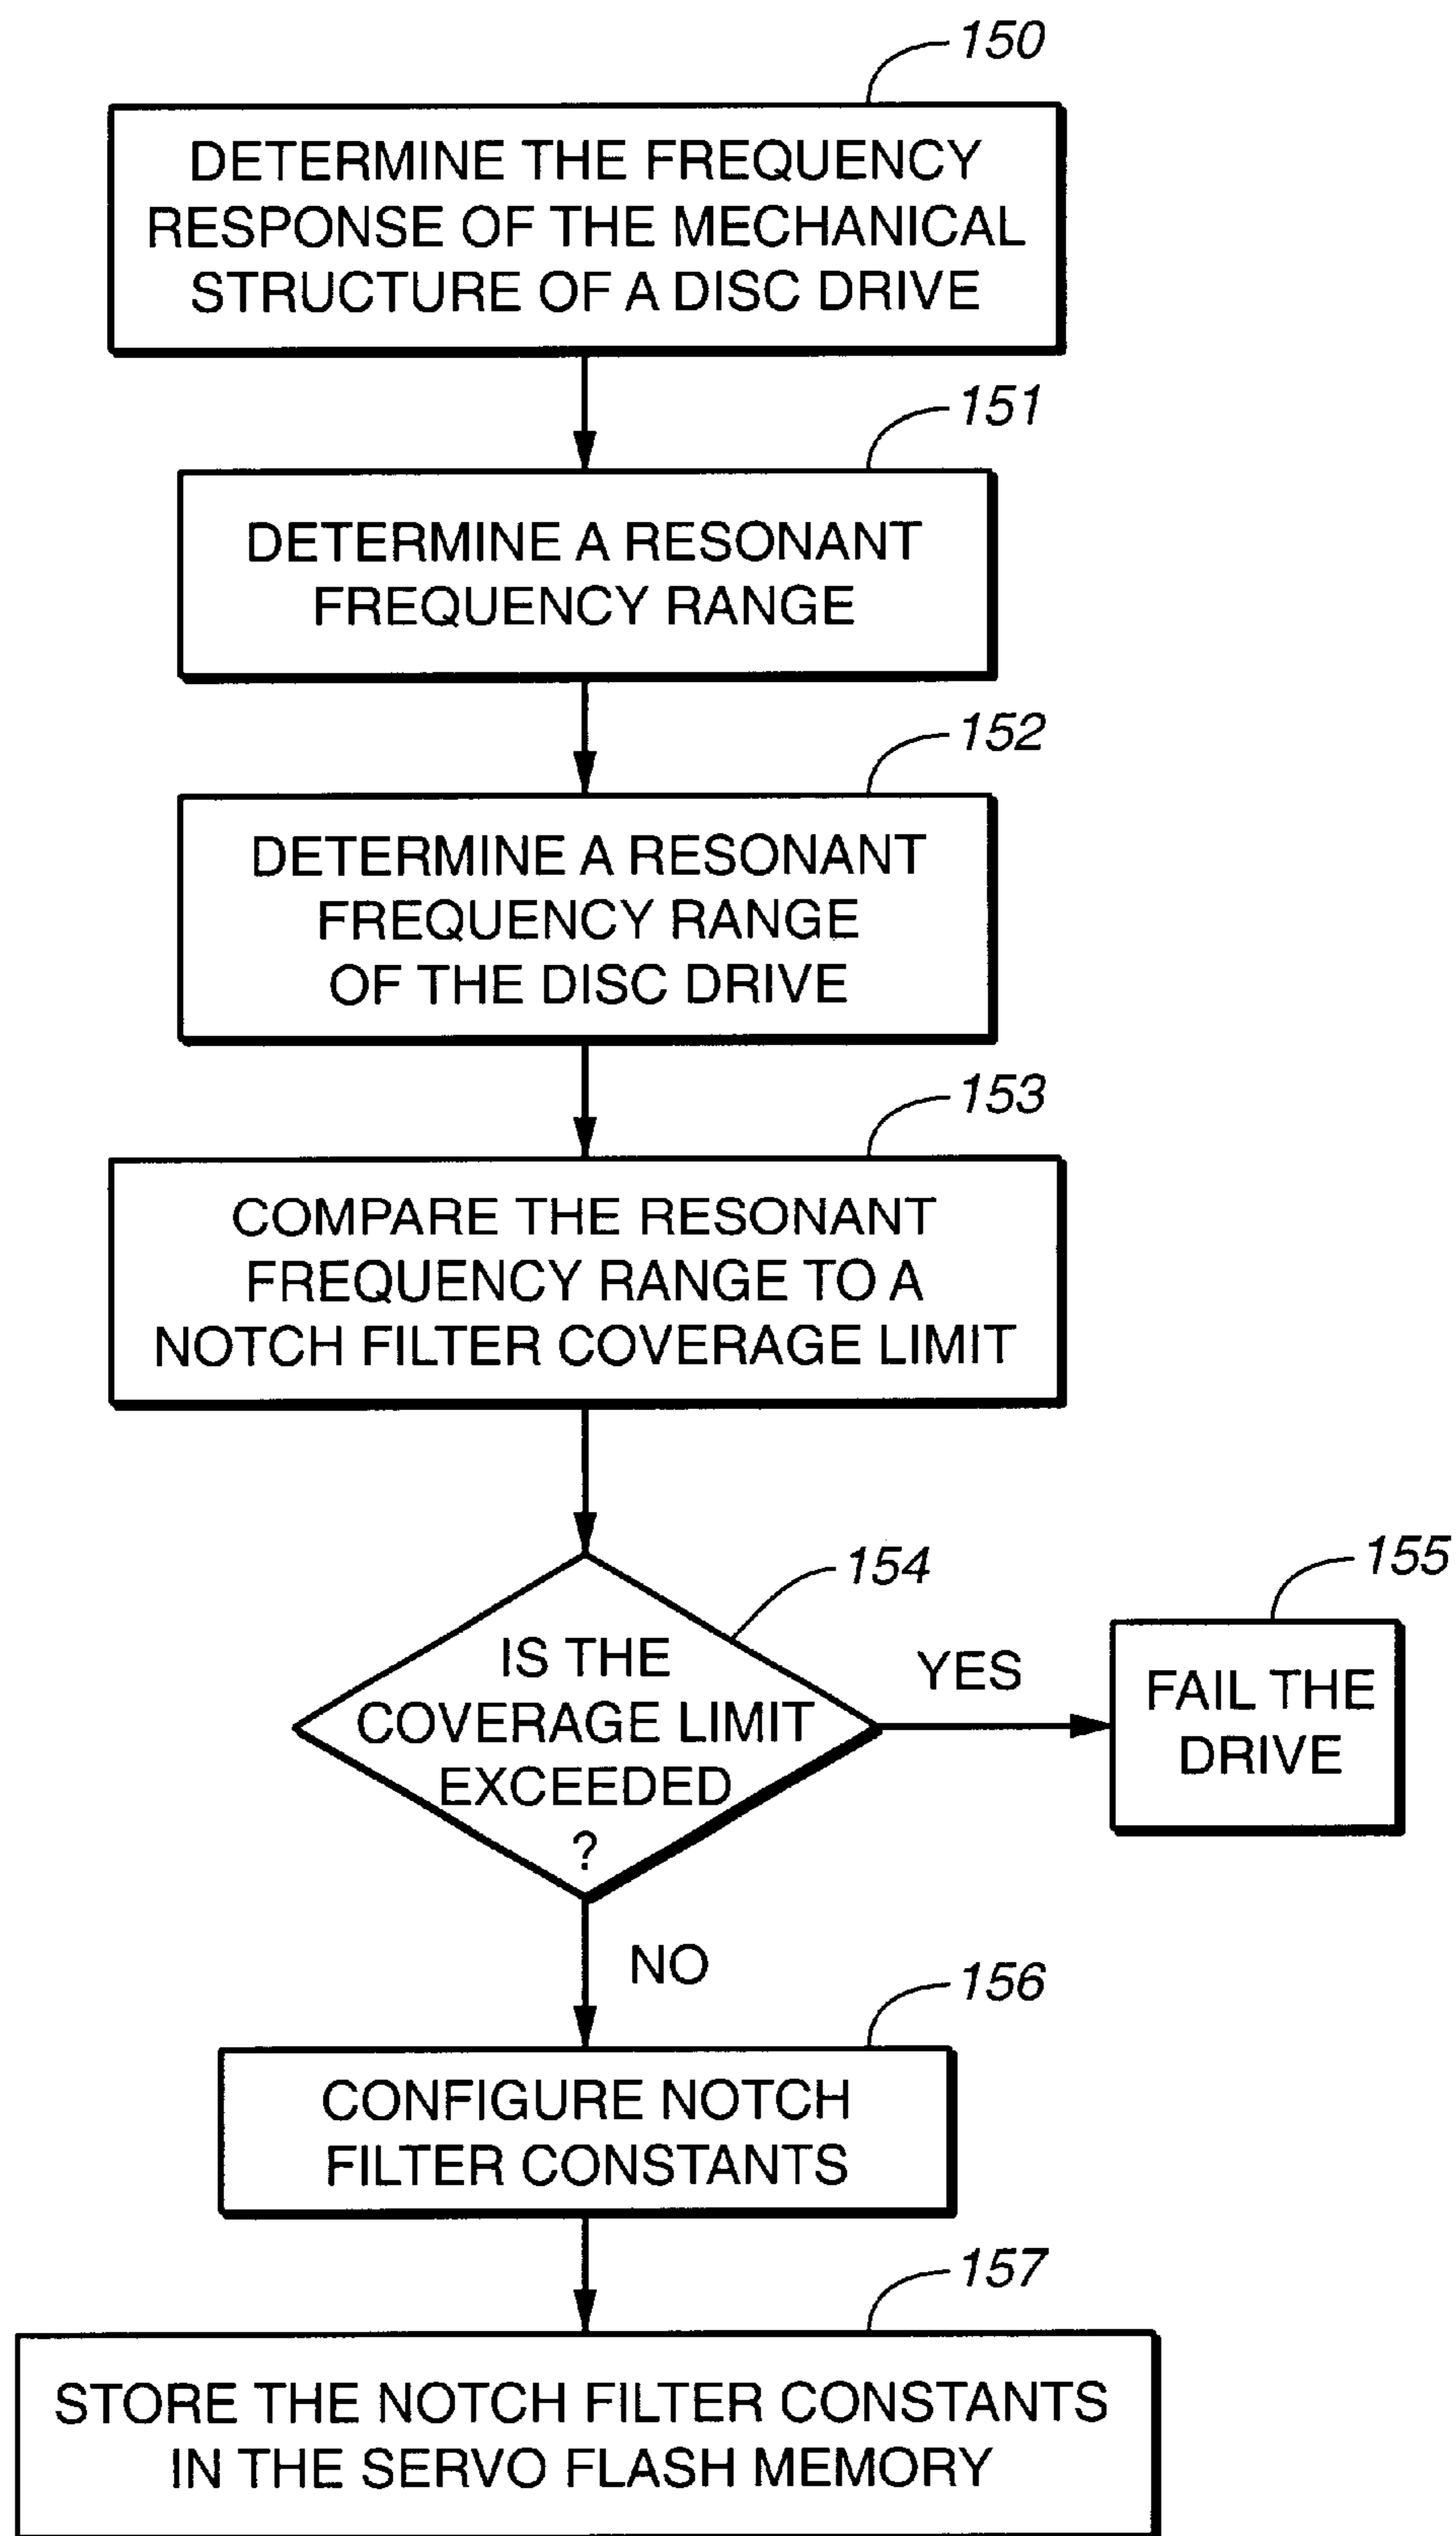 150
DETERMINE THE FREQUENCY
RESPONSE OF THE MECHANICAL
STRUCTURE OF A DISC DRIVE
151
DETERMINE A RESONANT
FREQUENCY RANGE
152
DETERMINE A RESONANT
FREQUENCY RANGE
OF THE DISC DRIVE
153
COMPARE THE RESONANT
FREQUENCY RANGE TO A
NOTCH FILTER COVERAGE LIMIT
154
IS THE
COVERAGE LIMIT
EXCEEDED
?
YES
155
FAIL THE
DRIVE
NO
156
CONFIGURE NOTCH
FILTER CONSTANTS
157
STORE THE NOTCH FILTER CONSTANTS
IN THE SERVO FLASH MEMORY